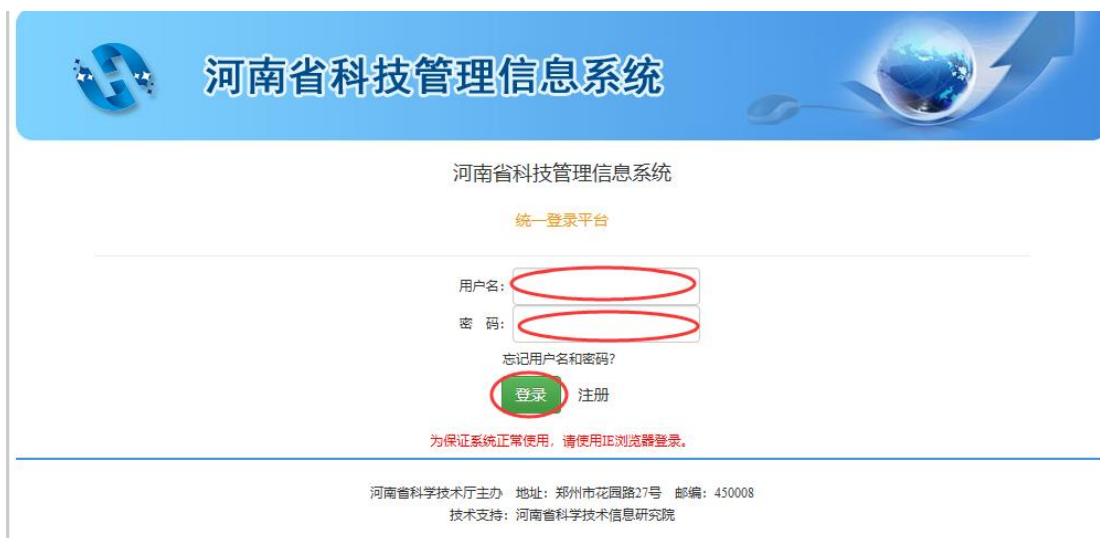 河南省科技管理信息系统
河南省科技管理信息系统
统一登录平台
用户名：
密 码：
忘记用户名和密码?
登录 注册
为保证系统正常使用，请使用IE浏览器登录。
河南省科学技术厅主办 地址：郑州市花园路27号 邮编：450008
技术支持：河南省科学技术信息研究院